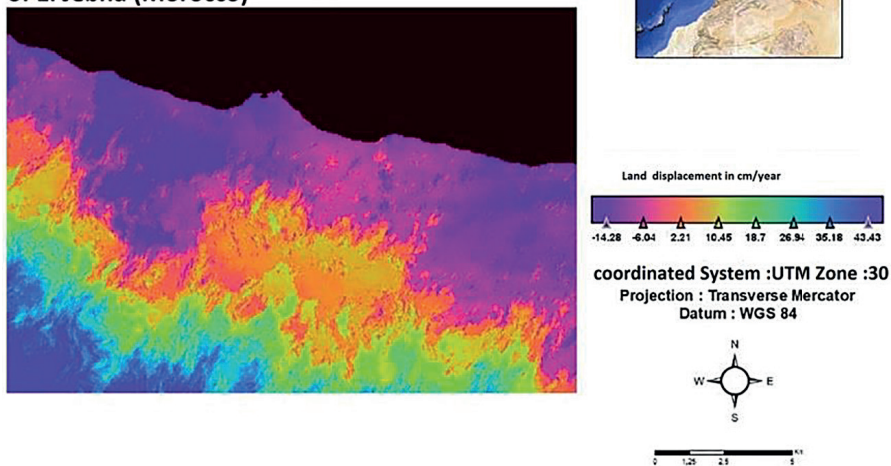 Land displacement in cm/year
-14.28 -6.04 2.21 10.45 18.7 26.94 35.18 43.43
coordinated System :UTM Zone :30
Projection : Transverse Mercator
Datum : WGS 84
N
W E
S
0 1,25 2,5 5